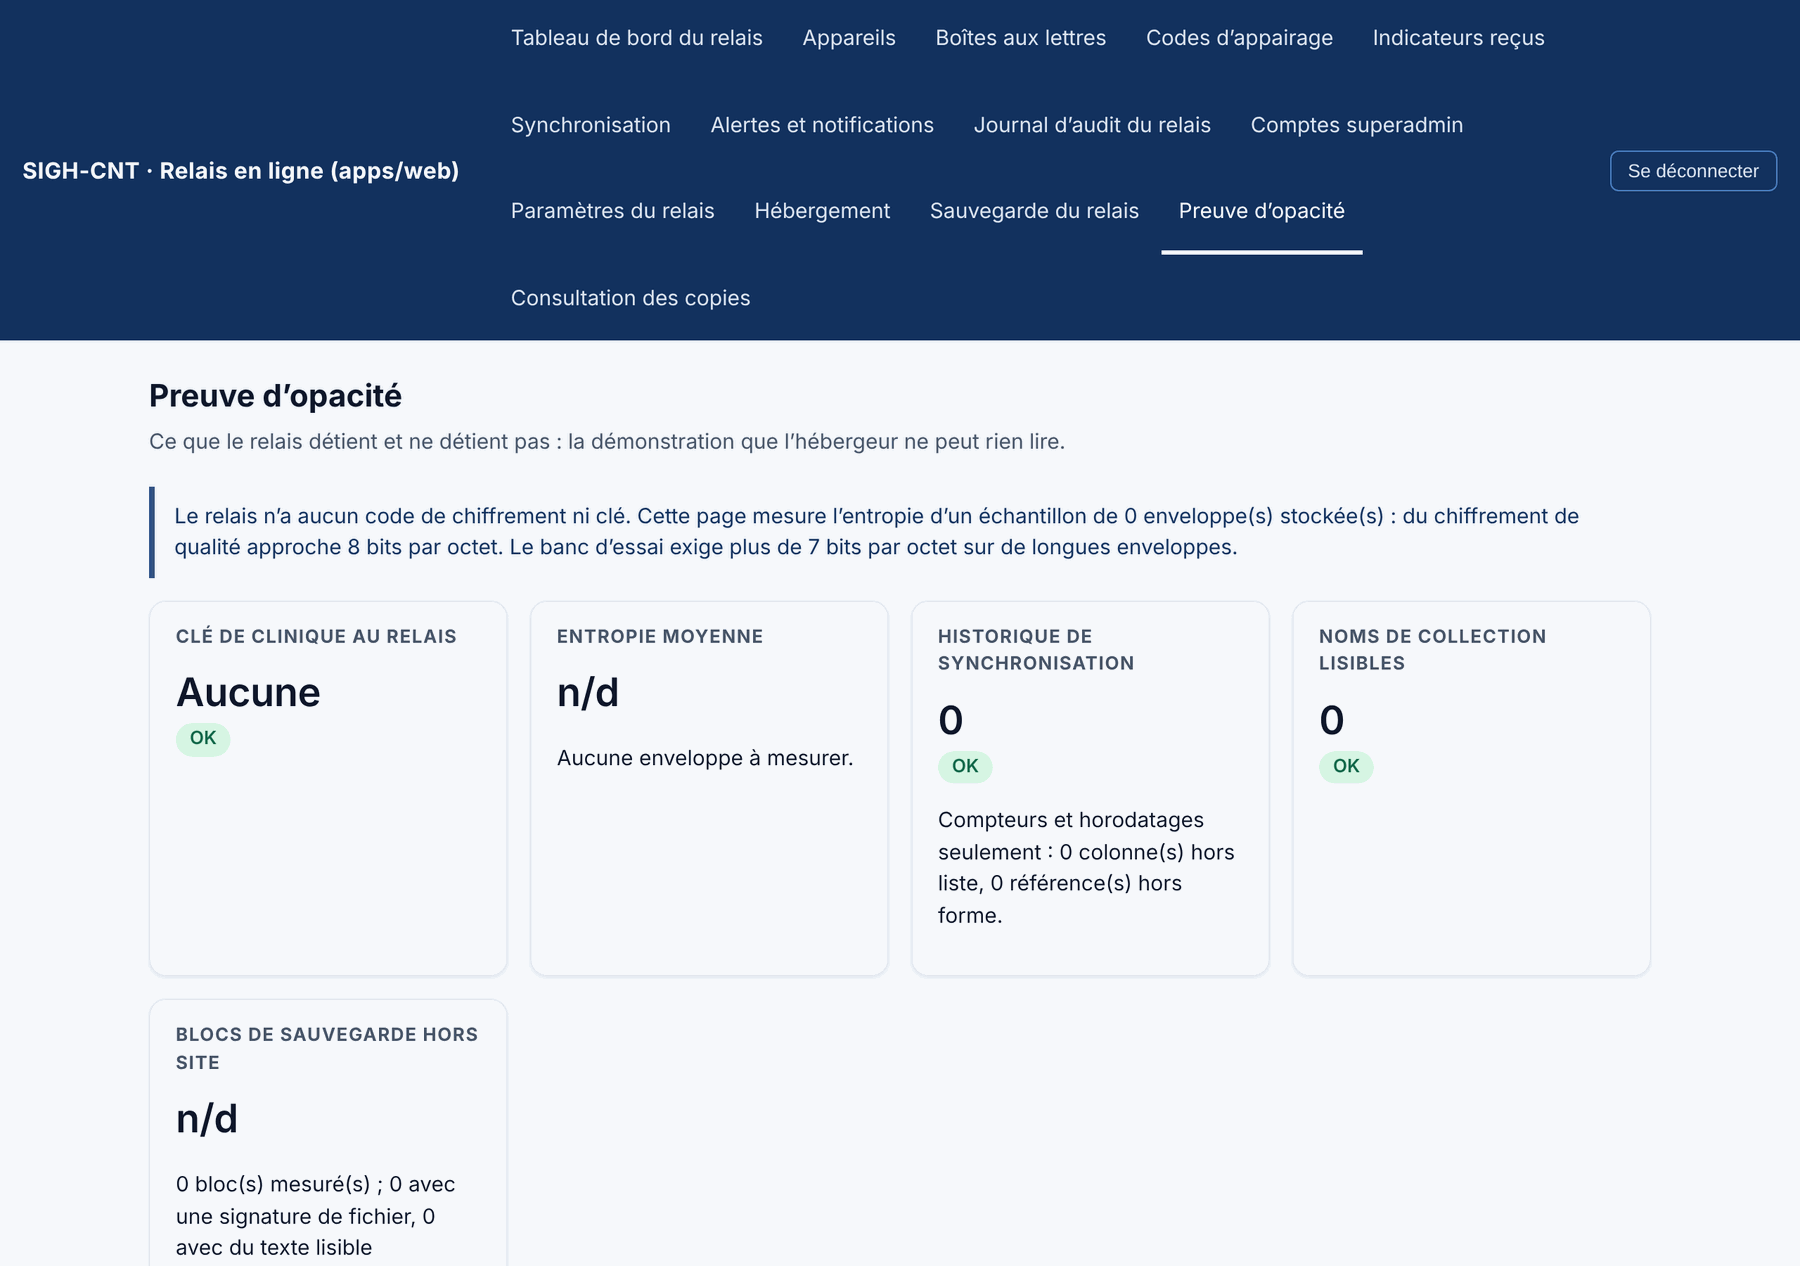 Tableau de bord du relais Appareils Boîtes aux lettres Codes d’appairage Indicateurs reçus
Synchronisation Alertes et notifications Journal d’audit du relais Comptes superadmin
SIGH-CNT · Relais en ligne (apps/web)
Se déconnecter
Paramètres du relais Hébergement Sauvegarde du relais Preuve d’opacité
Consultation des copies
Preuve d’opacité
Ce que le relais détient et ne détient pas : la démonstration que l’hébergeur ne peut rien lire.
Le relais n’a aucun code de chiffrement ni clé. Cette page mesure l’entropie d’un échantillon de 0 enveloppe(s) stockée(s) : du chiffrement de
qualité approche 8 bits par octet. Le banc d’essai exige plus de 7 bits par octet sur de longues enveloppes.
CLÉ DE CLINIQUE AU RELAIS
Aucune
OK
ENTROPIE MOYENNE
n/d
Aucune enveloppe à mesurer.
HISTORIQUE DE
SYNCHRONISATION
0
OK
Compteurs et horodatages
seulement : 0 colonne(s) hors
liste, 0 référence(s) hors
forme.
NOMS DE COLLECTION
LISIBLES
0
OK
BLOCS DE SAUVEGARDE HORS
SITE
n/d
0 bloc(s) mesuré(s) ; 0 avec
une signature de fichier, 0
avec du texte lisible